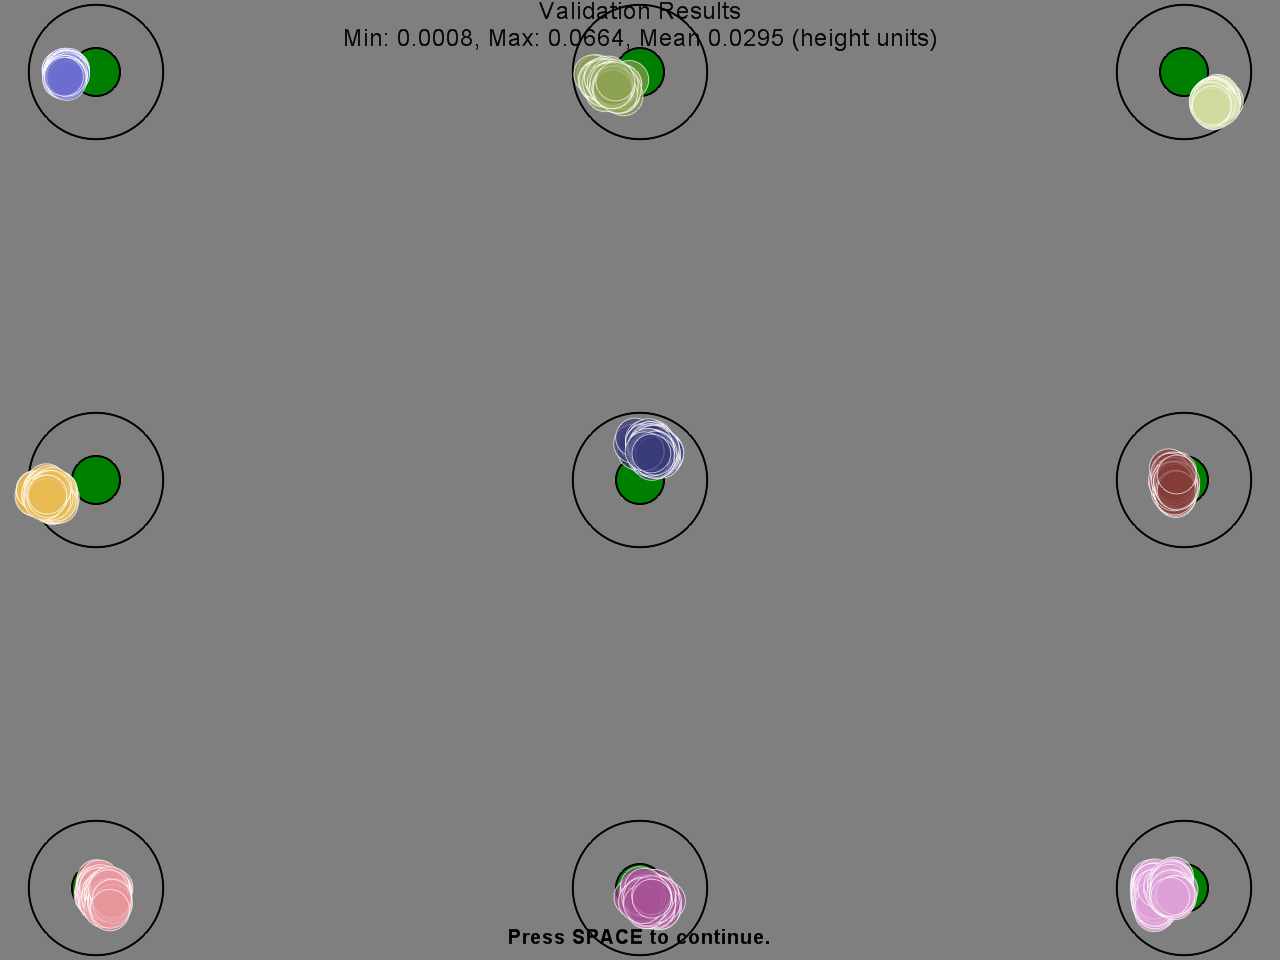 Validation Results
Min: 0.0008, Max: 0.0664, Mean 0.0295 (height units)
Press SPACE to continue.